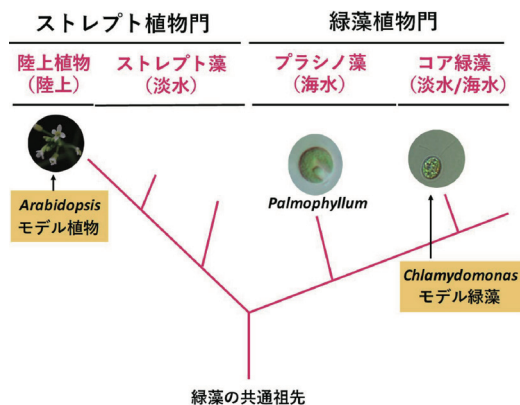 ストレプト植物門
緑藻植物門
陸上植物
（陸上）
ストレプト藻
（淡水）
プラシノ藻
（海水）
コア緑藻
（淡水/海水）
Arabidopsis
モデル植物
Palmophyllum
Chlamydomonas
モデル緑藻
緑藻の共通祖先